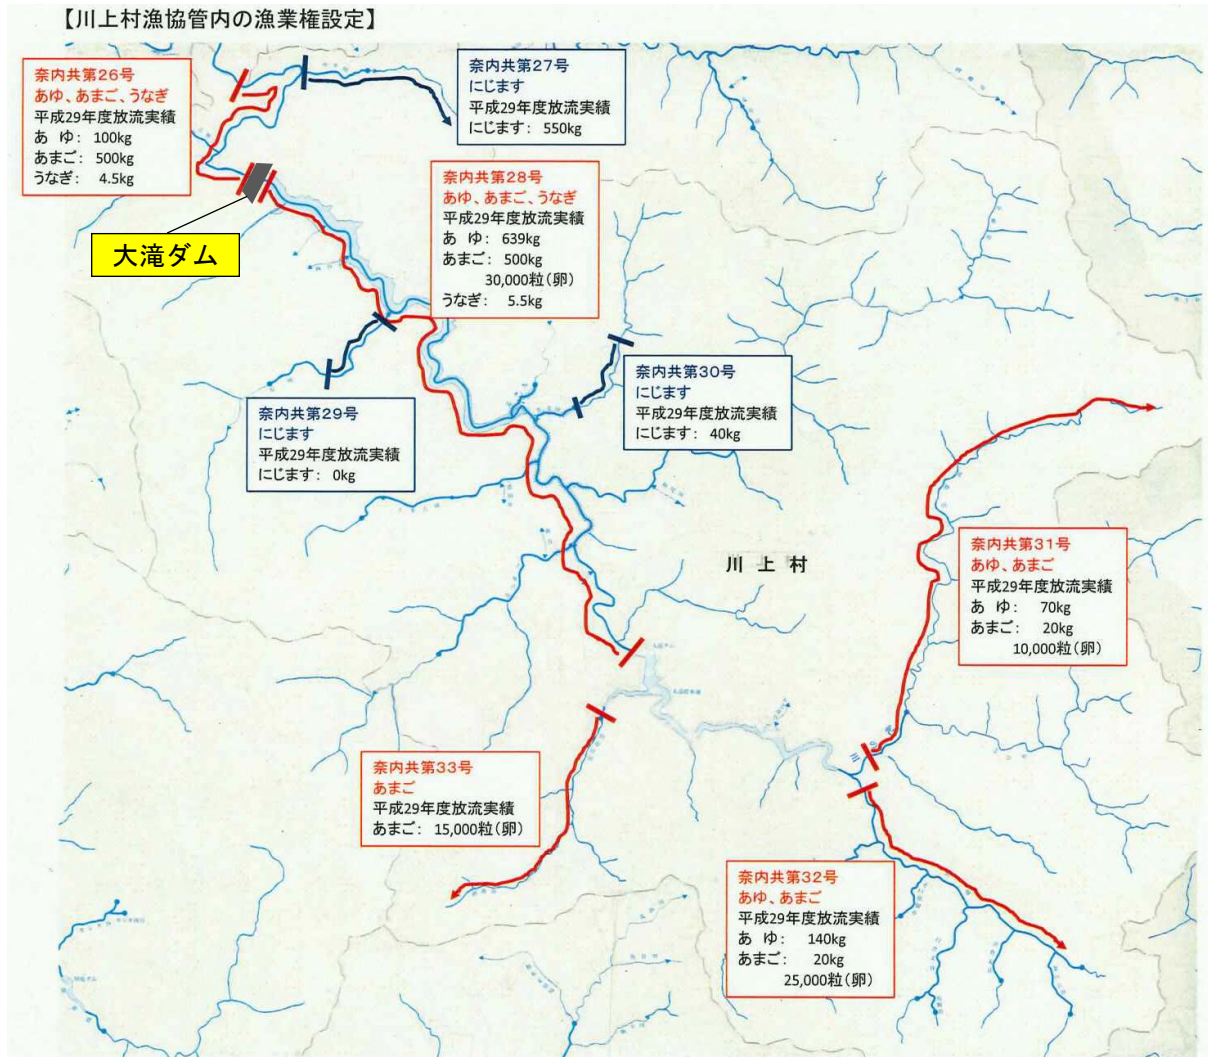 【川上村漁協管内の漁業権設定】
奈内共第26号
あゆ、あまご、うなぎ
平成29年度放流実績
あ ゆ: 100kg
あまご: 500kg
うなぎ: 4.5kg
奈内共第27号
にじます
平成29年度放流実績
にじます: 550kg
奈内共第28号
あゆ、あまご、うなぎ
平成29年度放流実績
あ ゆ: 639kg
あまご: 500kg
30,000粒(卵)
うなぎ: 5.5kg
大滝ダム
奈内共第29号
にじます
平成29年度放流実績
にじます: 0kg
奈内共第30号
にじます
平成29年度放流実績
にじます: 40kg
川上村
奈内共第31号
あゆ、あまご
平成29年度放流実績
あ ゆ: 70kg
あまご: 20kg
10,000粒(卵)
奈内共第33号
あまご
平成29年度放流実績
あまご: 15,000粒(卵)
奈内共第32号
あゆ、あまご
平成29年度放流実績
あ ゆ: 140kg
あまご: 20kg
25,000粒(卵)